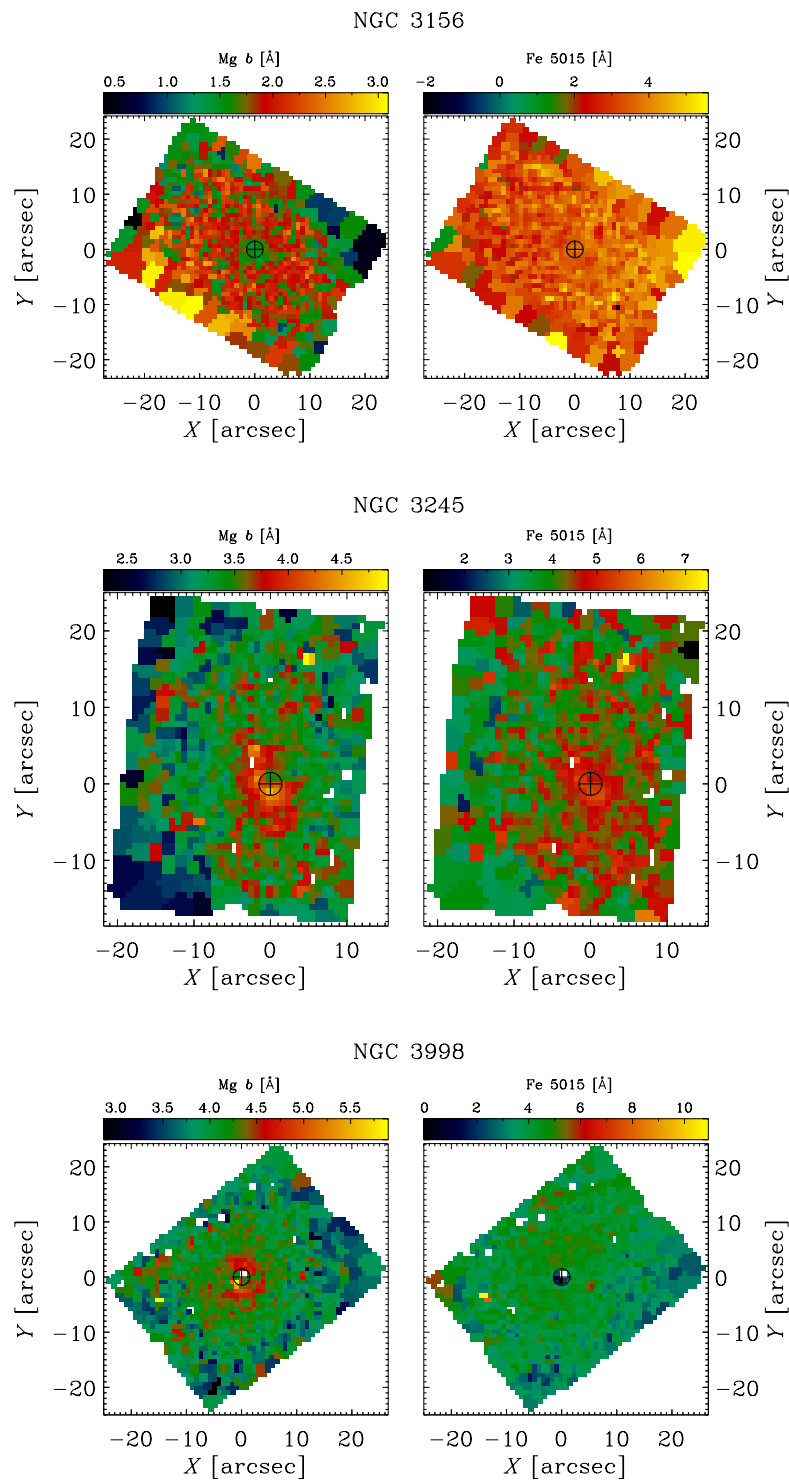 NGC 3156
Mg b [Å] Fe 5015 [Å]
0.5 1.0 1.5 2.0 2.5 3.0 −2 0 2 4
20 20
10 10
0 0
−10 −10
−20 −20
Y [arcsec] Y [arcsec]
−20 −10 0 10 20 −20 −10 0 10 20
X [arcsec] X [arcsec]
NGC 3245
Mg b [Å] Fe 5015 [Å]
2.5 3.0 3.5 4.0 4.5 2 3 4 5 6 7
20 20
10 10
0 0
−10 −10
Y [arcsec] Y [arcsec]
−20 −10 0 10 −20 −10 0 10
X [arcsec] X [arcsec]
NGC 3998
Mg b [Å] Fe 5015 [Å]
3.0 3.5 4.0 4.5 5.0 5.5 0 2 4 6 8 10
20 20
10 10
0 0
−10 −10
−20 −20
Y [arcsec] Y [arcsec]
−20 −10 0 10 20 −20 −10 0 10 20
X [arcsec] X [arcsec]